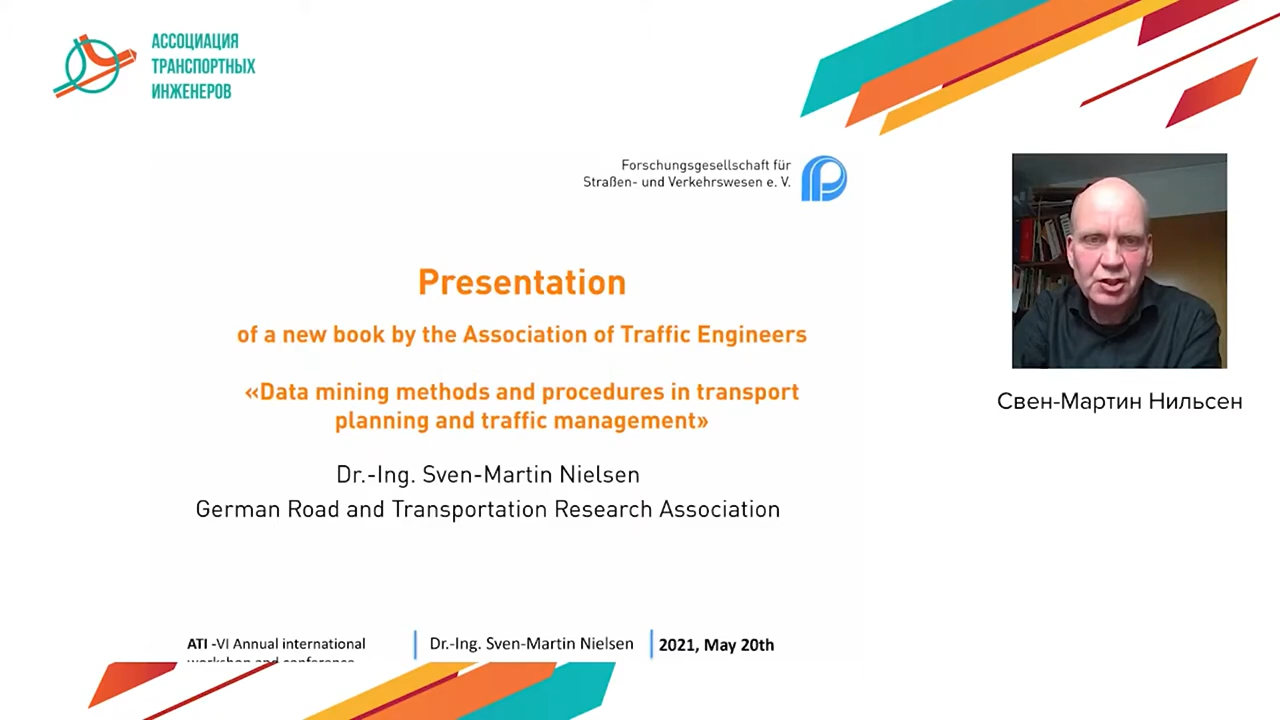 АССОЦИАЦИЯ
ТРАНСПОРТНЫХ
ИНЖЕНЕРОВ
Forschungsgesellschaft für
Straßen- und Verkehrswesen e. V.
Presentation
of a new book by the Association of Traffic Engineers
«Data mining methods and procedures in transport
planning and traffic management»
Dr.-Ing. Sven-Martin Nielsen
German Road and Transportation Research Association
Свен-Мартин Нильсен
ATI -VI Annual international
workshop and conference
Dr.-Ing. Sven-Martin Nielsen
2021, May 20th